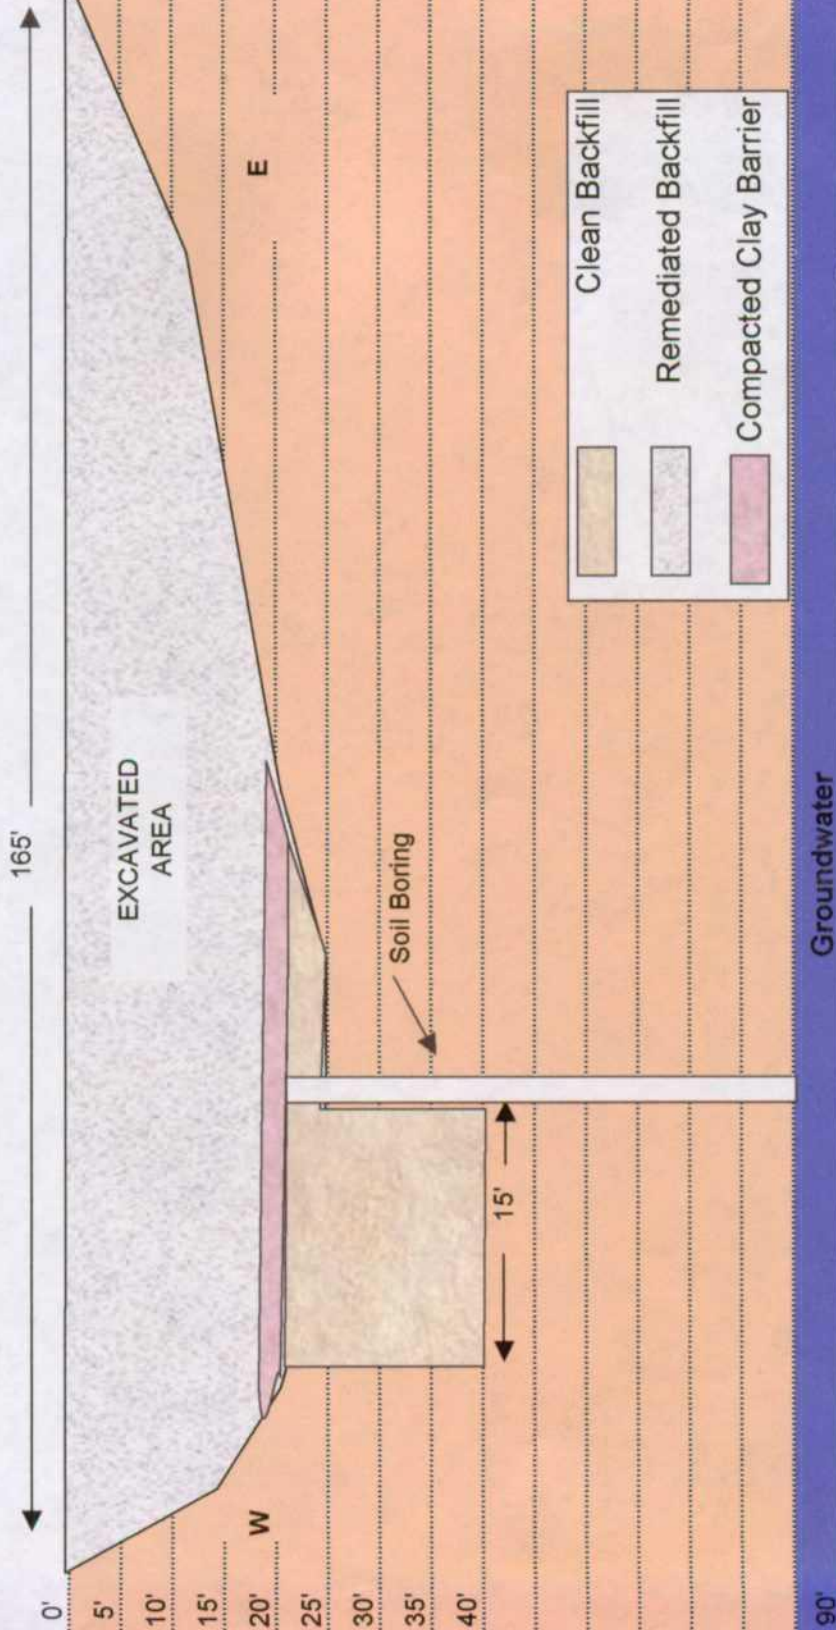 165'
0'
5'
10'
15'
20'
25'
30'
35'
40'
90'
EXCAVATED
AREA
W
E
Soil Boring
15'
Clean Backfill
Remediated Backfill
Compacted Clay Barrier
Groundwater